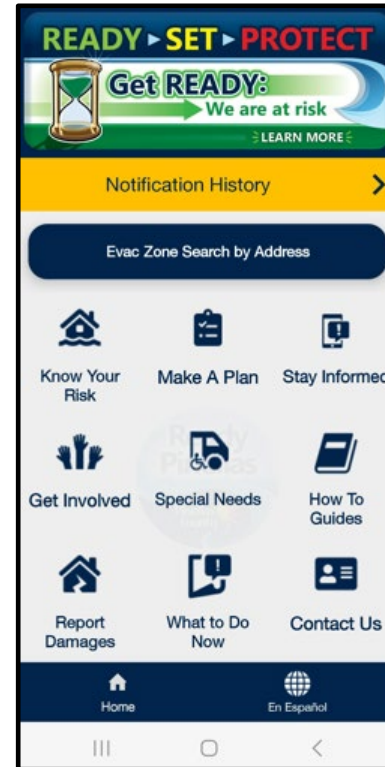 READY ▸ SET ▸ PROTECT
Get READY:
We are at risk
LEARN MORE
Notification History
Evac Zone Search by Address
Know Your
Risk
Make A Plan
Stay Informed
Get Involved
Special Needs
How To
Guides
Ready
Pinellas
Report
Damages
What to Do
Now
Contact Us
Home
En Español